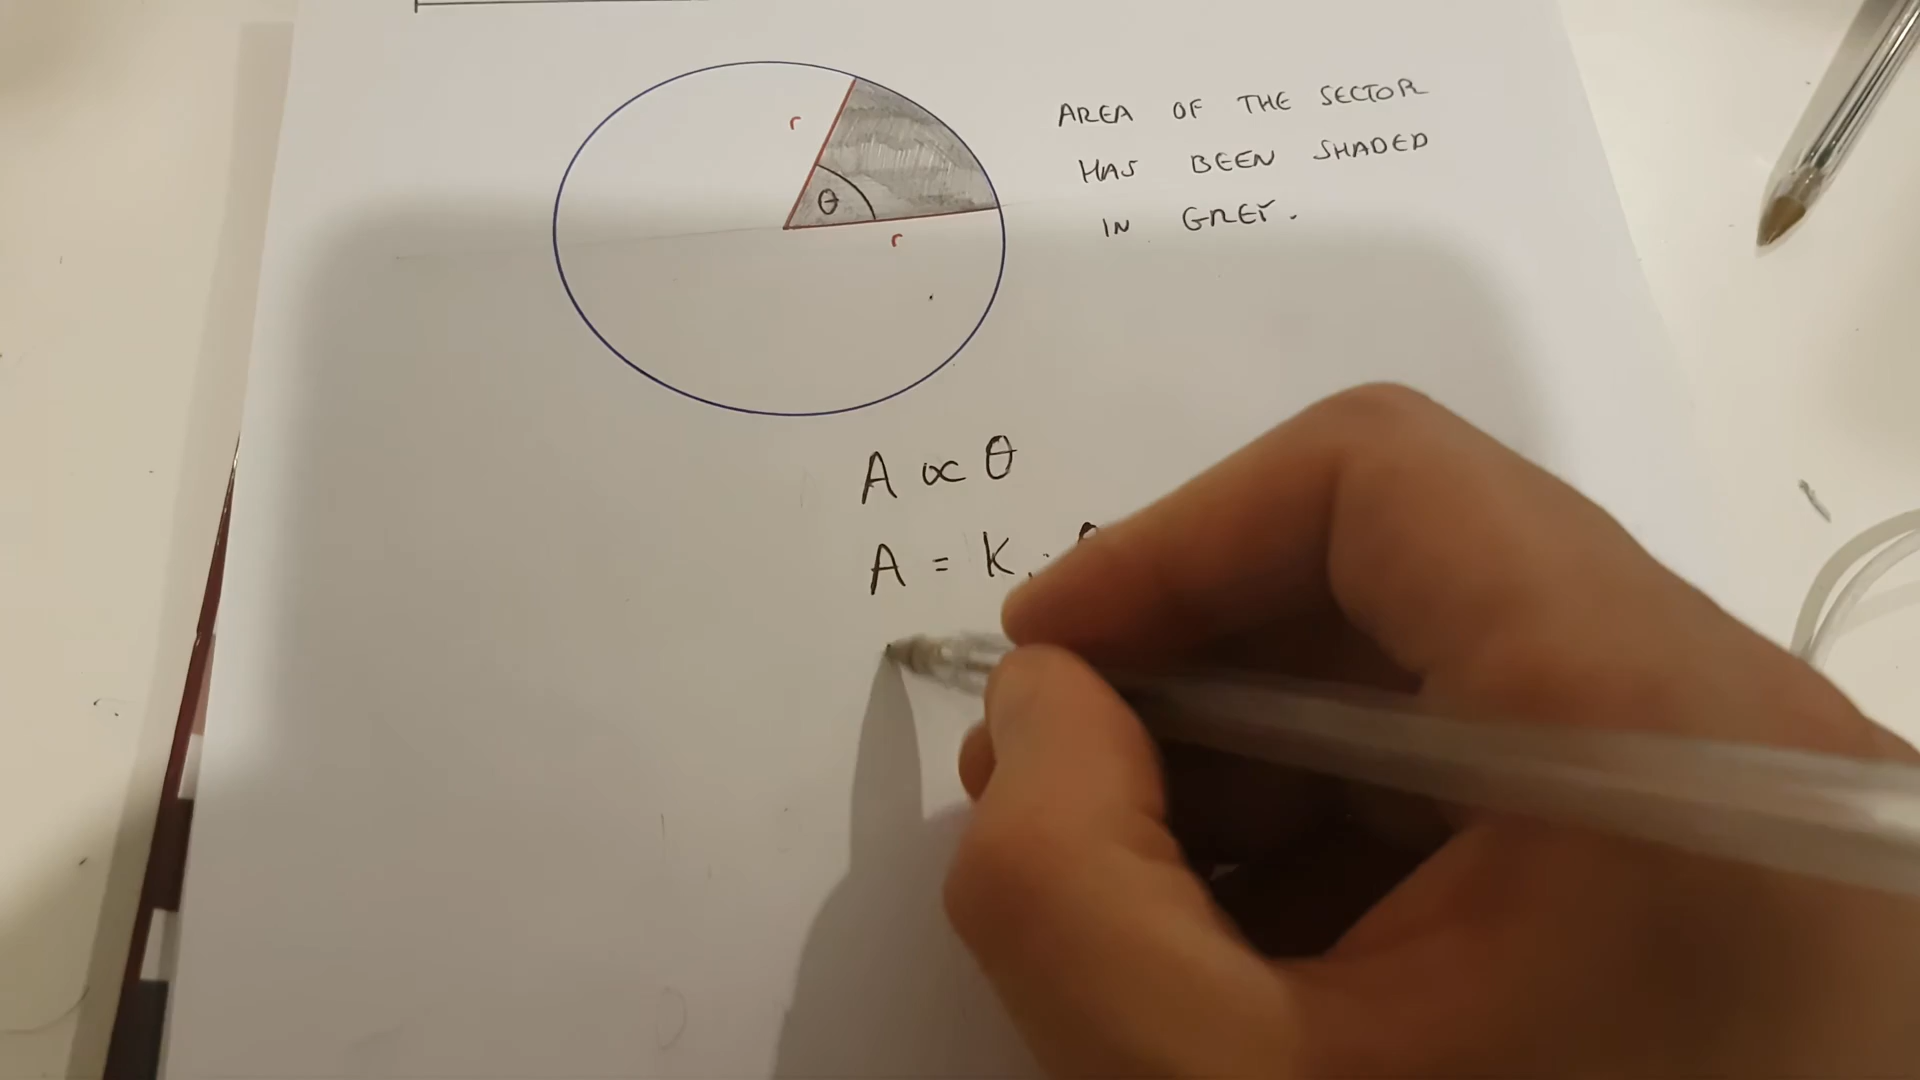 r
AREA OF THE SECTOR
HAS BEEN SHADED
θ
IN GREY.
r
A ∝ θ
A = K.